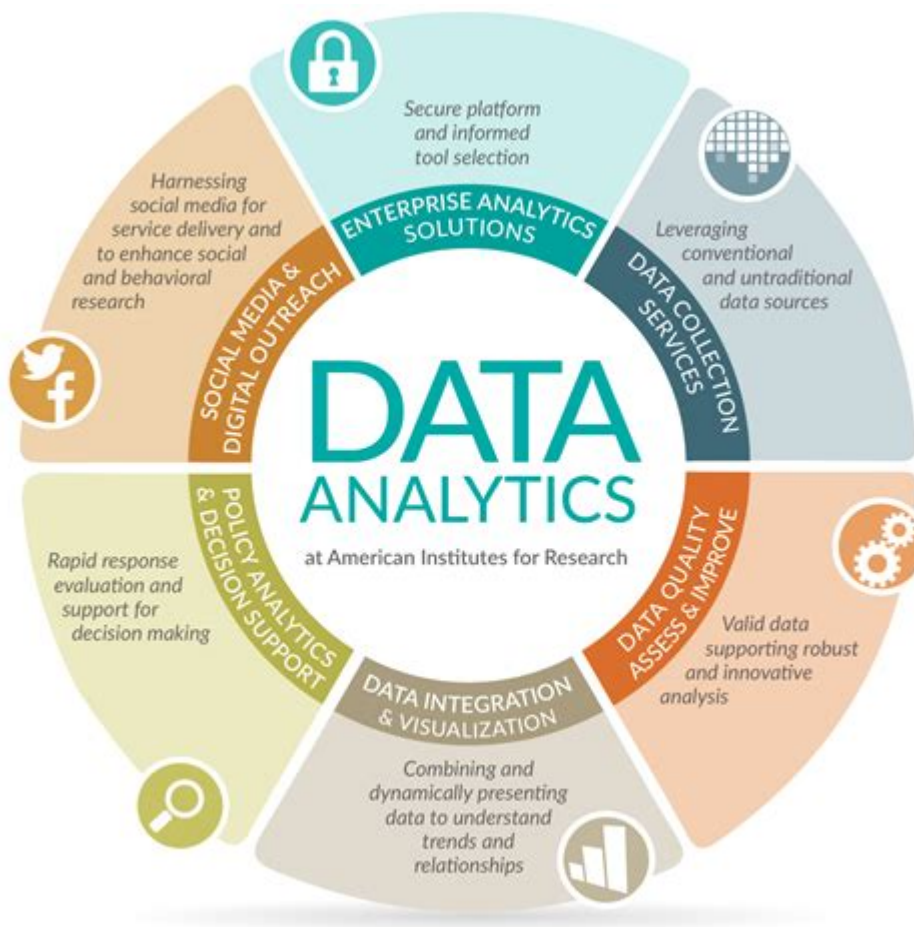 DATA
ANALYTICS
at American Institutes for Research
Secure platform
and informed
tool selection
ENTERPRISE ANALYTICS
SOLUTIONS
Leveraging
conventional
and untraditional
data sources
DATA COLLECTION
SERVICES
Valid data
supporting robust
and innovative
analysis
DATA QUALITY
ASSESS & IMPROVE
Combining and
dynamically presenting
data to understand
trends and
relationships
DATA INTEGRATION
& VISUALIZATION
Rapid response
evaluation and
support for
decision making
POLICY ANALYTICS
& DECISION SUPPORT
Harnessing
social media for
service delivery and
to enhance social
and behavioral
research
SOCIAL MEDIA &
DIGITAL OUTREACH